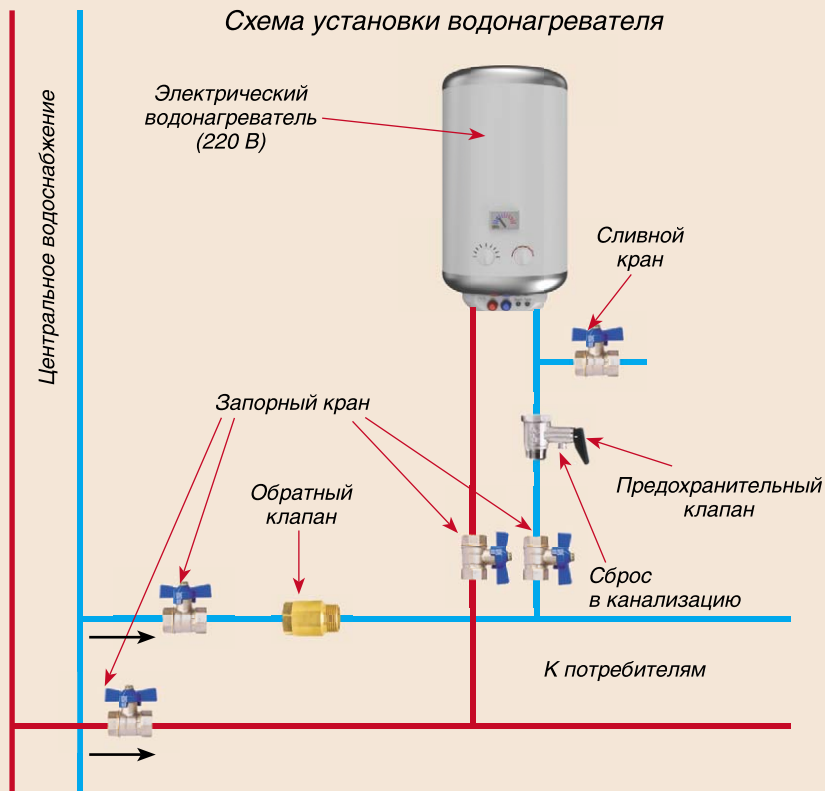 Схема установки водонагревателя
Центральное водоснабжение
Электрический
водонагреватель
(220 В)
Сливной
кран
Запорный кран
Обратный
клапан
Предохранительный
клапан
Сброс
в канализацию
К потребителям